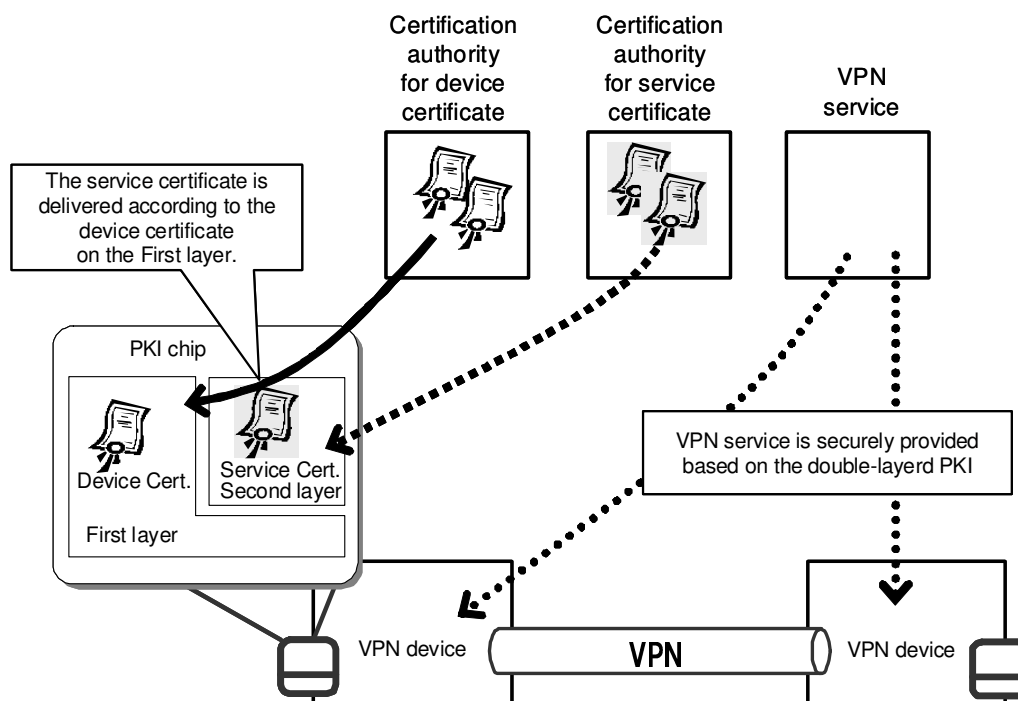 Certification
authority
for device
certificate
Certification
authority
for service
certificate
VPN
service
The service certificate is
delivered according to the
device certificate
on the First layer.
PKI chip
Device Cert.
Service Cert.
Second layer
First layer
VPN service is securely provided
based on the double-layerd PKI
VPN device
VPN
VPN device